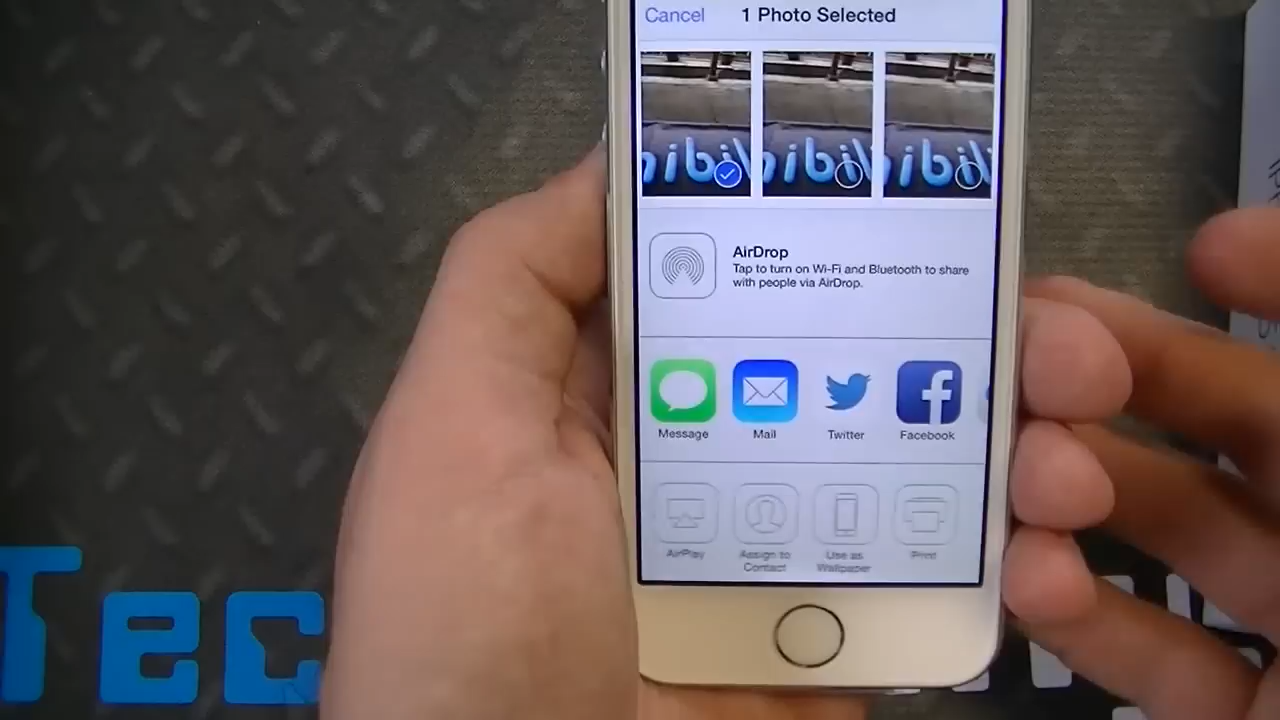 Cancel 1 Photo Selected
AirDrop
Tap to turn on Wi-Fi and Bluetooth to share
with people via AirDrop.
Message Mail Twitter Facebook
AirPlay Assign to Contact Use as Wallpaper Print
Tec